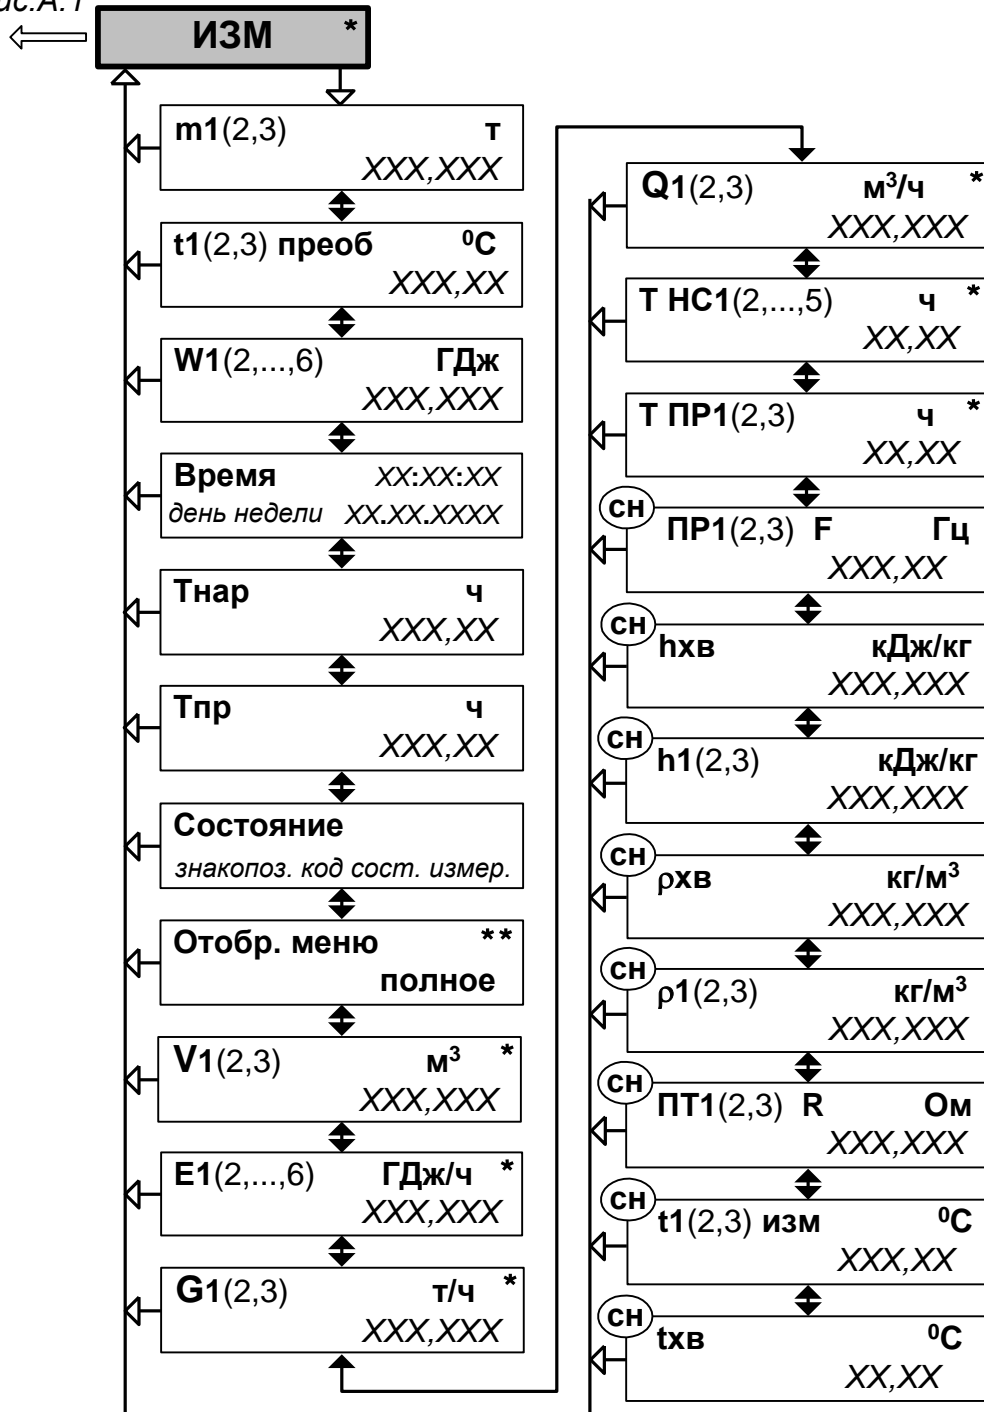 ис.А.1
ИЗМ *
m1(2,3) т
XXX,XXX
t1(2,3) преоб ⁰С
XXX,XX
W1(2,...,6) ГДж
XXX,XXX
Время XX:XX:XX
день недели XX.XX.XXXX
Тнар ч
XXX,XX
Тпр ч
XXX,XX
Состояние
знакопоз. код сост. измер.
Отобр. меню **
полное
V1(2,3) м³ *
XXX,XXX
E1(2,...,6) ГДж/ч *
XXX,XXX
G1(2,3) т/ч *
XXX,XXX
Q1(2,3) м³/ч *
XXX,XXX
Т НС1(2,...,5) ч *
XX,XX
Т ПР1(2,3) ч *
XX,XX
СН
ПР1(2,3) F Гц
XXX,XX
СН
hхв кДж/кг
XXX,XXX
СН
h1(2,3) кДж/кг
XXX,XXX
СН
ρхв кг/м³
XXX,XXX
СН
ρ1(2,3) кг/м³
XXX,XXX
СН
ПТ1(2,3) R Ом
XXX,XXX
СН
t1(2,3) изм ⁰С
XXX,XX
СН
tхв ⁰С
XX,XX